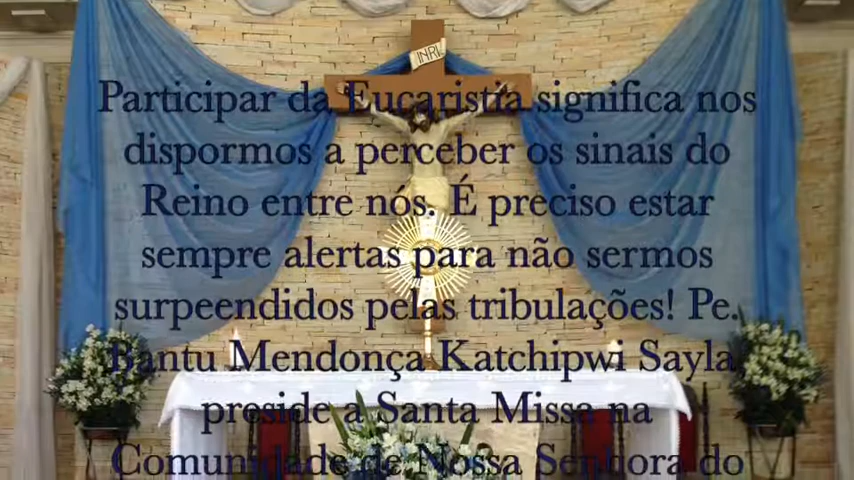 INRI
Participar da Eucaristia significa nos
dispormos a perceber os sinais do
Reino entre nós. É preciso estar
sempre alertas para não sermos
surpeendidos pelas tribulações! Pe.
Bantu Mendonça Katchipwi Sayla
preside a Santa Missa na
Comunidade de Nossa Senhora do